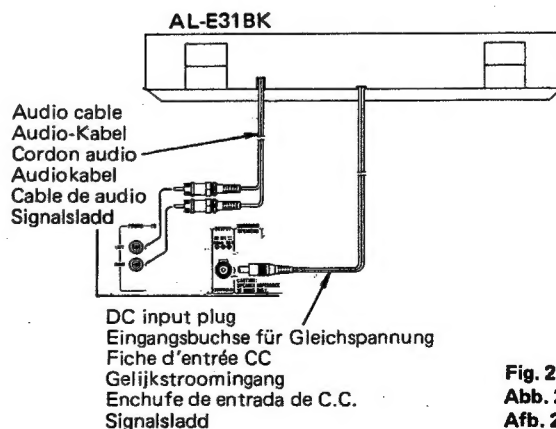 AL-E31BK
Audio cable
Audio-Kabel
Cordon audio
Audiokabel
Cable de audio
Signalsladd
DC input plug
Eingangsbuchse für Gleichspannung
Fiche d'entrée CC
Gelijkstroomingang
Enchufe de entrada de C.C.
Signalsladd
Fig. 2
Abb. 2
Afb. 2